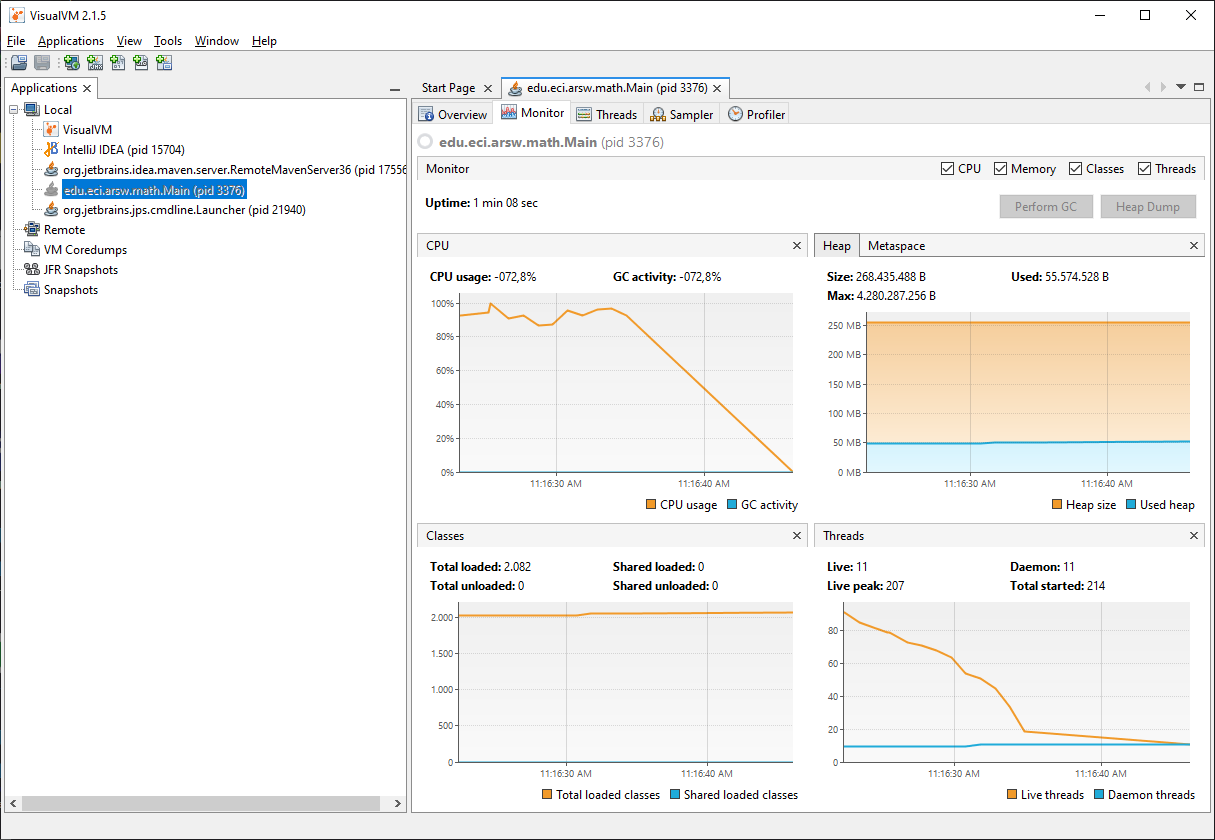 VisualVM 2.1.5
File Applications View Tools Window Help
Applications
Local
VisualVM
IntelliJ IDEA (pid 15704)
org.jetbrains.idea.maven.server.RemoteMavenServer36 (pid 17556
edu.eci.arsw.math.Main (pid 3376)
org.jetbrains.jps.cmdline.Launcher (pid 21940)
Remote
VM Coredumps
JFR Snapshots
Snapshots
Start Page edu.eci.arsw.math.Main (pid 3376)
Overview Monitor Threads Sampler Profiler
edu.eci.arsw.math.Main (pid 3376)
Monitor CPU Memory Classes Threads
Uptime: 1 min 08 sec Perform GC Heap Dump
CPU
CPU usage: -072,8% GC activity: -072,8%
100%
80%
60%
40%
20%
0%
11:16:30 AM 11:16:40 AM
CPU usage GC activity
Heap Metaspace
Size: 268.435.488 B Used: 55.574.528 B
Max: 4.280.287.256 B
250 MB
200 MB
150 MB
100 MB
50 MB
0 MB
11:16:30 AM 11:16:40 AM
Heap size Used heap
Classes
Total loaded: 2.082 Shared loaded: 0
Total unloaded: 0 Shared unloaded: 0
2.000
1.500
1.000
500
0
11:16:30 AM 11:16:40 AM
Total loaded classes Shared loaded classes
Threads
Live: 11 Daemon: 11
Live peak: 207 Total started: 214
80
60
40
20
0
11:16:30 AM 11:16:40 AM
Live threads Daemon threads